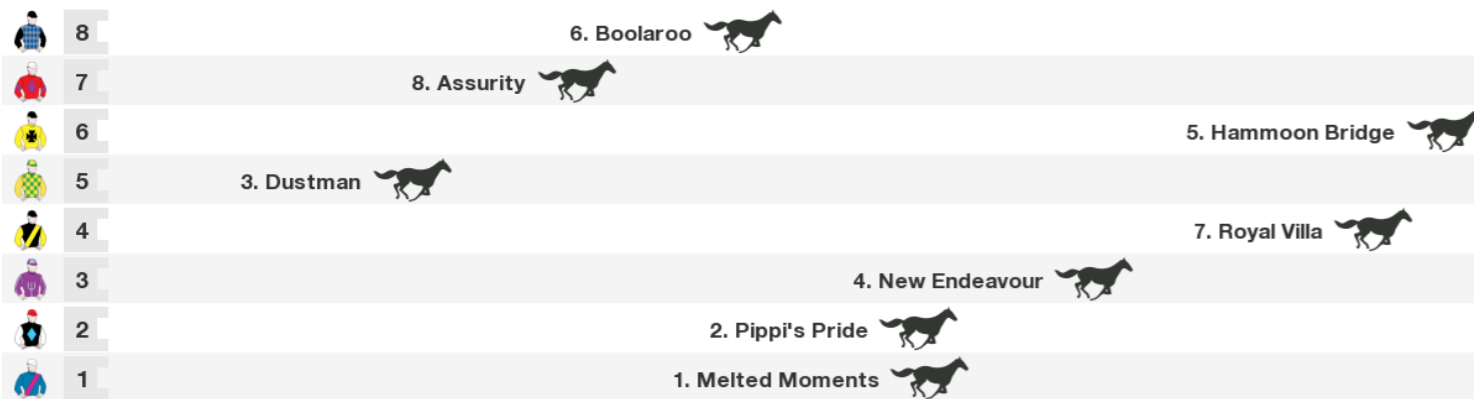 8 6. Boolaroo
7 8. Assurity
6 5. Hammoon Bridge
5 3. Dustman
4 7. Royal Villa
3 4. New Endeavour
2 2. Pippi's Pride
1 1. Melted Moments